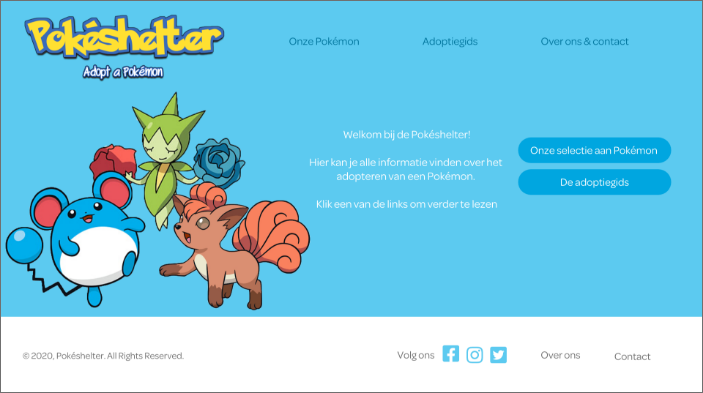 Pokéshelter
Adopt a Pokémon
Onze Pokémon
Adoptiegids
Over ons & contact
Welkom bij de Pokéshelter!
Hier kan je alle informatie vinden over het
adopteren van een Pokémon.
Klik een van de links om verder te lezen
Onze selectie aan Pokémon
De adoptiegids
© 2020, Pokéshelter. All Rights Reserved.
Volg ons
Over ons
Contact